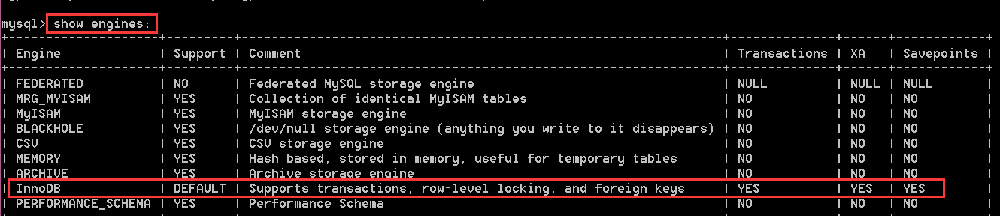 mysql> show engines;
+--------------------+---------+----------------------------------------------------------------+--------------+------+------------+
| Engine             | Support | Comment                                                        | Transactions | XA   | Savepoints |
+--------------------+---------+----------------------------------------------------------------+--------------+------+------------+
| FEDERATED          | NO      | Federated MySQL storage engine                                 | NULL         | NULL | NULL       |
| MRG_MYISAM         | YES     | Collection of identical MyISAM tables                          | NO           | NO   | NO         |
| MyISAM             | YES     | MyISAM storage engine                                          | NO           | NO   | NO         |
| BLACKHOLE          | YES     | /dev/null storage engine (anything you write to it disappears) | NO           | NO   | NO         |
| CSV                | YES     | CSV storage engine                                             | NO           | NO   | NO         |
| MEMORY             | YES     | Hash based, stored in memory, useful for temporary tables      | NO           | NO   | NO         |
| ARCHIVE            | YES     | Archive storage engine                                         | NO           | NO   | NO         |
| InnoDB             | DEFAULT | Supports transactions, row-level locking, and foreign keys     | YES          | YES  | YES        |
| PERFORMANCE_SCHEMA | YES     | Performance Schema                                             | NO           | NO   | NO         |